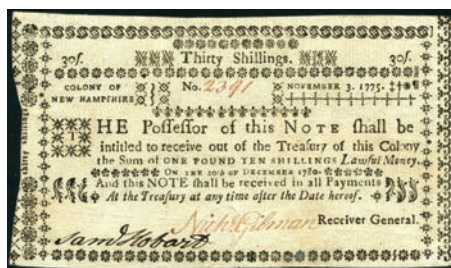 30s. Thirty Shillings. 30s.
COLONY OF NEW HAMPSHIRE
No. 2391
NOVEMBER 3. 1775.
THE Possessor of this NOTE shall be
intitled to receive out of the Treasury of this Colony
the Sum of ONE POUND TEN SHILLINGS Lawful Money,
ON THE 20th OF DECEMBER 1780.
And this NOTE shall be received in all Payments
At the Treasury at any time after the Date hereof.
Nichs Gilman Receiver General.
Saml Hobart